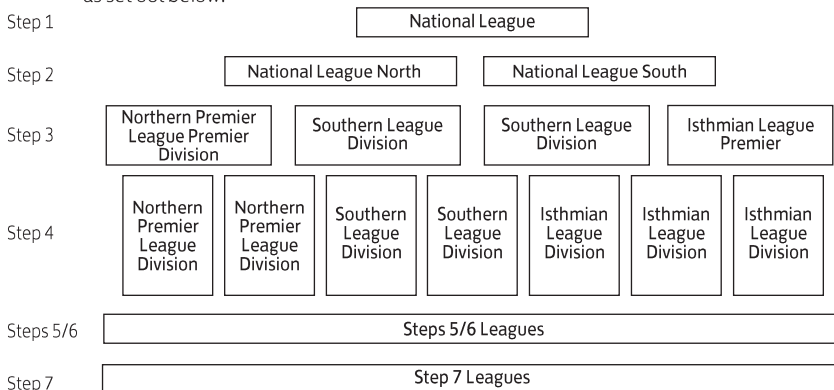 as set out below:
Step 1
National League
Step 2
National League North
National League South
Step 3
Northern Premier
League Premier
Division
Southern League
Division
Southern League
Division
Isthmian League
Premier
Step 4
Northern
Premier
League
Division
Northern
Premier
League
Division
Southern
League
Division
Southern
League
Division
Isthmian
League
Division
Isthmian
League
Division
Isthmian
League
Division
Steps 5/6
Steps 5/6 Leagues
Step 7
Step 7 Leagues